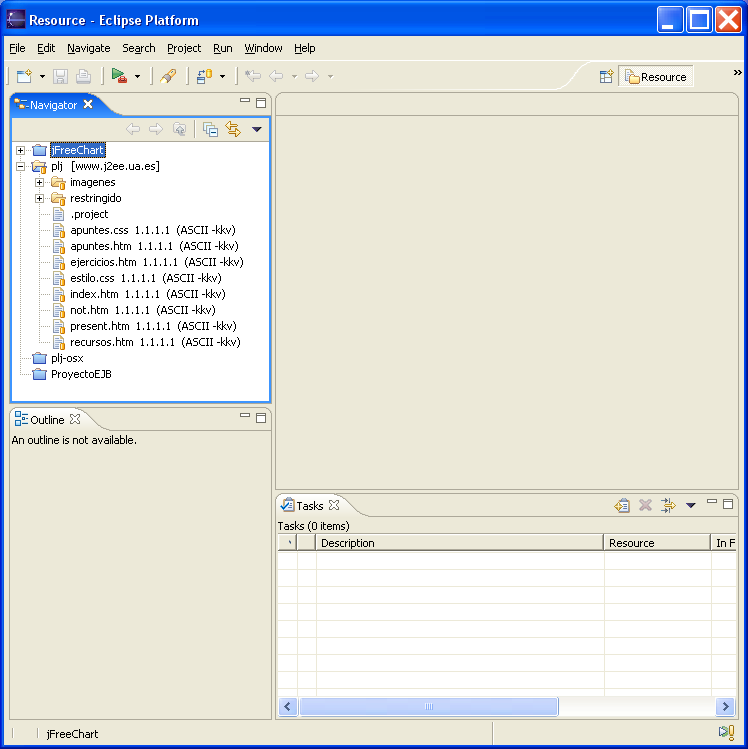 Resource - Eclipse Platform
File Edit Navigate Search Project Run Window Help
Resource
»
Navigator
jFreeChart
plj [www.j2ee.ua.es]
imagenes
restringido
.project
apuntes.css 1.1.1.1 (ASCII -kkv)
apuntes.htm 1.1.1.1 (ASCII -kkv)
ejercicios.htm 1.1.1.1 (ASCII -kkv)
estilo.css 1.1.1.1 (ASCII -kkv)
index.htm 1.1.1.1 (ASCII -kkv)
not.htm 1.1.1.1 (ASCII -kkv)
present.htm 1.1.1.1 (ASCII -kkv)
recursos.htm 1.1.1.1 (ASCII -kkv)
plj-osx
ProyectoEJB
Outline
An outline is not available.
Tasks
Tasks (0 items)
Description Resource In F
jFreeChart